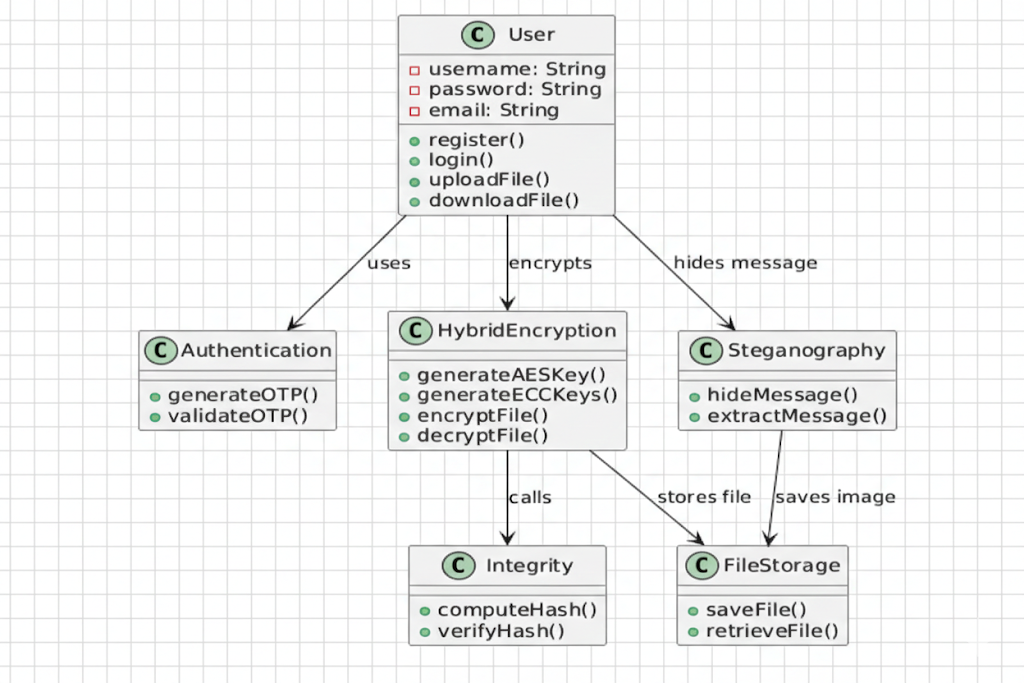 C User
username: String
password: String
email: String
register()
login()
uploadFile()
downloadFile()
uses
encrypts
hides message
C Authentication
generateOTP()
validateOTP()
C HybridEncryption
generateAESKey()
generateECCKeys()
encryptFile()
decryptFile()
C Steganography
hideMessage()
extractMessage()
calls
stores file
saves image
C Integrity
computeHash()
verifyHash()
C FileStorage
saveFile()
retrieveFile()